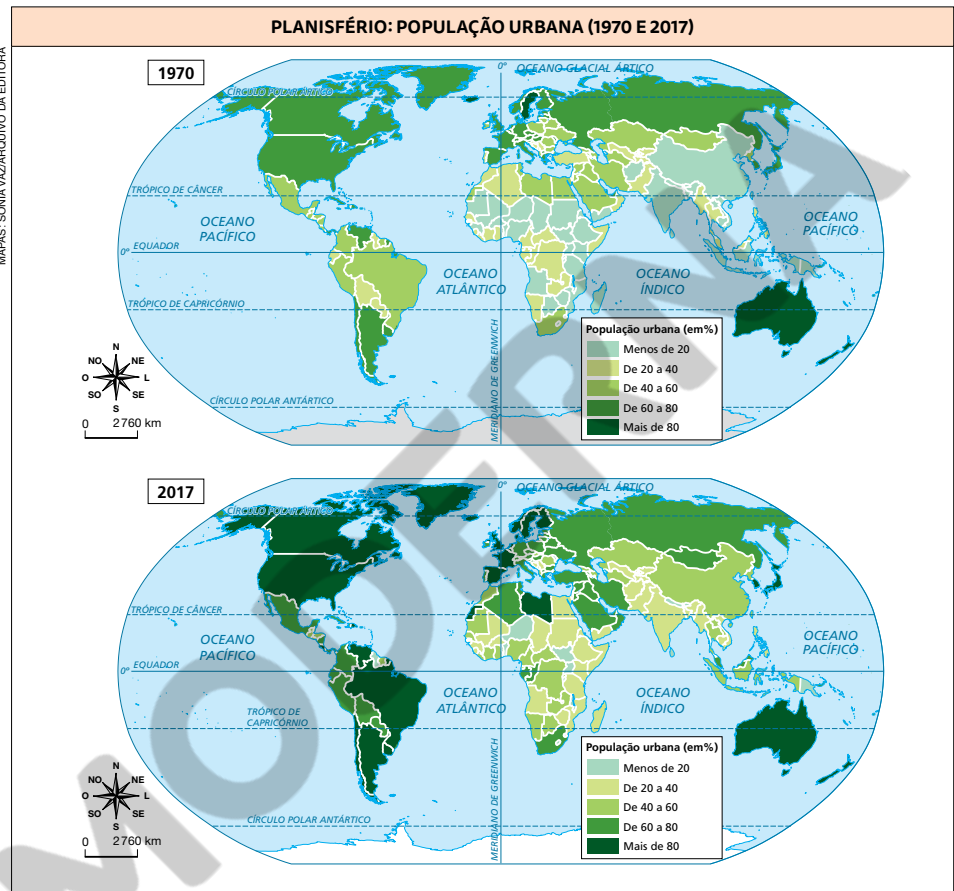 PLANISFÉRIO: POPULAÇÃO URBANA (1970 E 2017)
MAPAS: SONIA VAZ/ARQUIVO DA EDITORA
1970
0°
OCEANO GLACIAL ÁRTICO
CÍRCULO POLAR ÁRTICO
TRÓPICO DE CÂNCER
OCEANO
PACÍFICO
OCEANO
PACÍFICO
0° EQUADOR
OCEANO
ATLÂNTICO
OCEANO
ÍNDICO
TRÓPICO DE CAPRICÓRNIO
MERIDIANO DE GREENWICH
CÍRCULO POLAR ANTÁRTICO
N
NO NE
O L
SO SE
S
0 2760 km
População urbana (em%)
Menos de 20
De 20 a 40
De 40 a 60
De 60 a 80
Mais de 80
2017
0°
OCEANO GLACIAL ÁRTICO
CÍRCULO POLAR ÁRTICO
TRÓPICO DE CÂNCER
OCEANO
PACÍFICO
OCEANO
PACÍFICO
0° EQUADOR
OCEANO
ATLÂNTICO
OCEANO
ÍNDICO
TRÓPICO DE
CAPRICÓRNIO
MERIDIANO DE GREENWICH
CÍRCULO POLAR ANTÁRTICO
N
NO NE
O L
SO SE
S
0 2760 km
População urbana (em%)
Menos de 20
De 20 a 40
De 40 a 60
De 60 a 80
Mais de 80
MODERNA